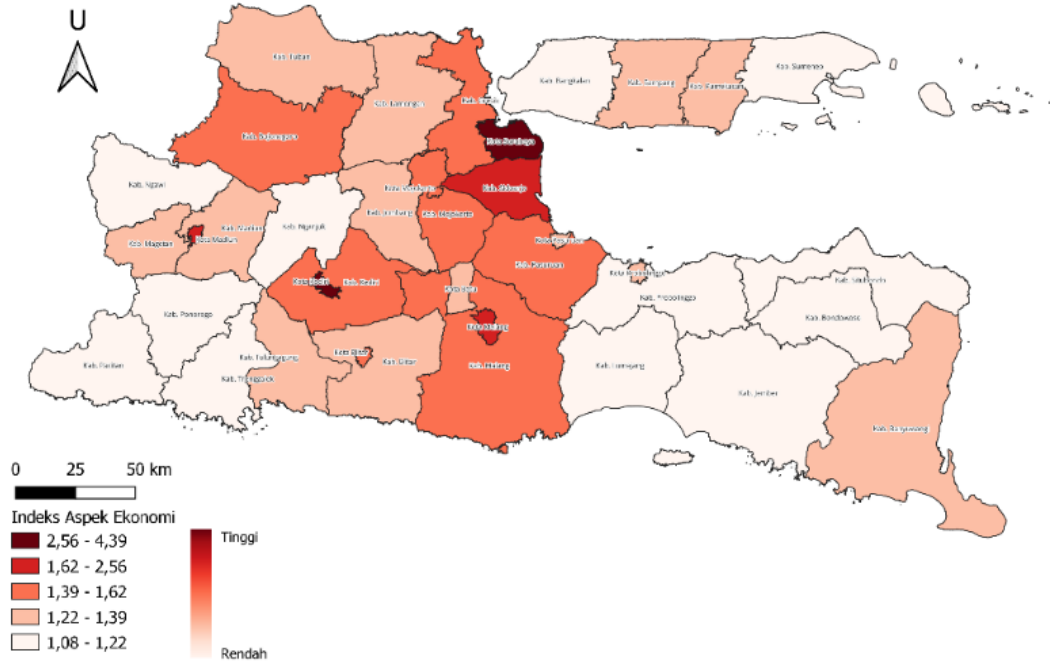 U
Kab. Tuban
Kab. Lamongan
Kab. Gresik
Kab. Bangkalan
Kab. Sampang
Kab. Pamekasan
Kab. Sumenep
Kab. Bojonegoro
Kota Surabaya
Kab. Ngawi
Kota Mojokerto
Kab. Sidoarjo
Kab. Magetan
Kota Madiun
Kab. Madiun
Kab. Nganjuk
Kab. Jombang
Kab. Mojokerto
Kab. Pasuruan
Kota Kediri
Kab. Kediri
Kota Batu
Kota Probolinggo
Kab. Probolinggo
Kab. Situbondo
Kab. Bondowoso
Kab. Ponorogo
Kota Malang
Kab. Pacitan
Kab. Trenggalek
Kab. Tulungagung
Kota Blitar
Kab. Blitar
Kab. Malang
Kab. Lumajang
Kab. Jember
Kab. Banyuwangi
0 25 50 km
Indeks Aspek Ekonomi
2,56 - 4,39
1,62 - 2,56
1,39 - 1,62
1,22 - 1,39
1,08 - 1,22
Tinggi
Rendah